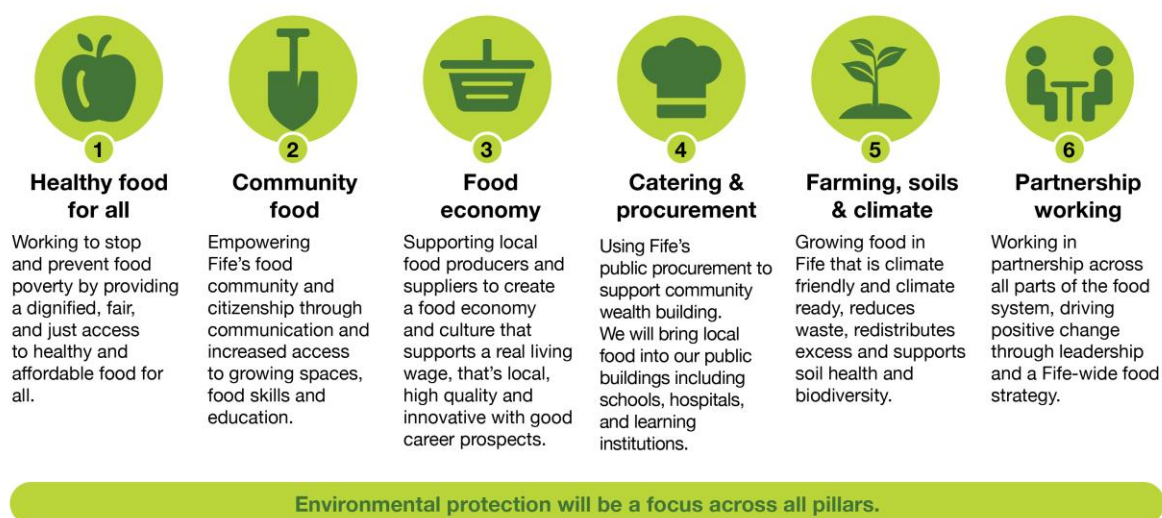 1
Healthy food
for all
Working to stop
and prevent food
poverty by providing
a dignified, fair,
and just access
to healthy and
affordable food for
all.
2
Community
food
Empowering
Fife's food
community and
citizenship through
communication and
increased access
to growing spaces,
food skills and
education.
3
Food
economy
Supporting local
food producers and
suppliers to create
a food economy
and culture that
supports a real living
wage, that's local,
high quality and
innovative with good
career prospects.
4
Catering &
procurement
Using Fife's
public procurement to
support community
wealth building.
We will bring local
food into our public
buildings including
schools, hospitals,
and learning
institutions.
5
Farming, soils
& climate
Growing food in
Fife that is climate
friendly and climate
ready, reduces
waste, redistributes
excess and supports
soil health and
biodiversity.
6
Partnership
working
Working in
partnership across
all parts of the food
system, driving
positive change
through leadership
and a Fife-wide food
strategy.
Environmental protection will be a focus across all pillars.